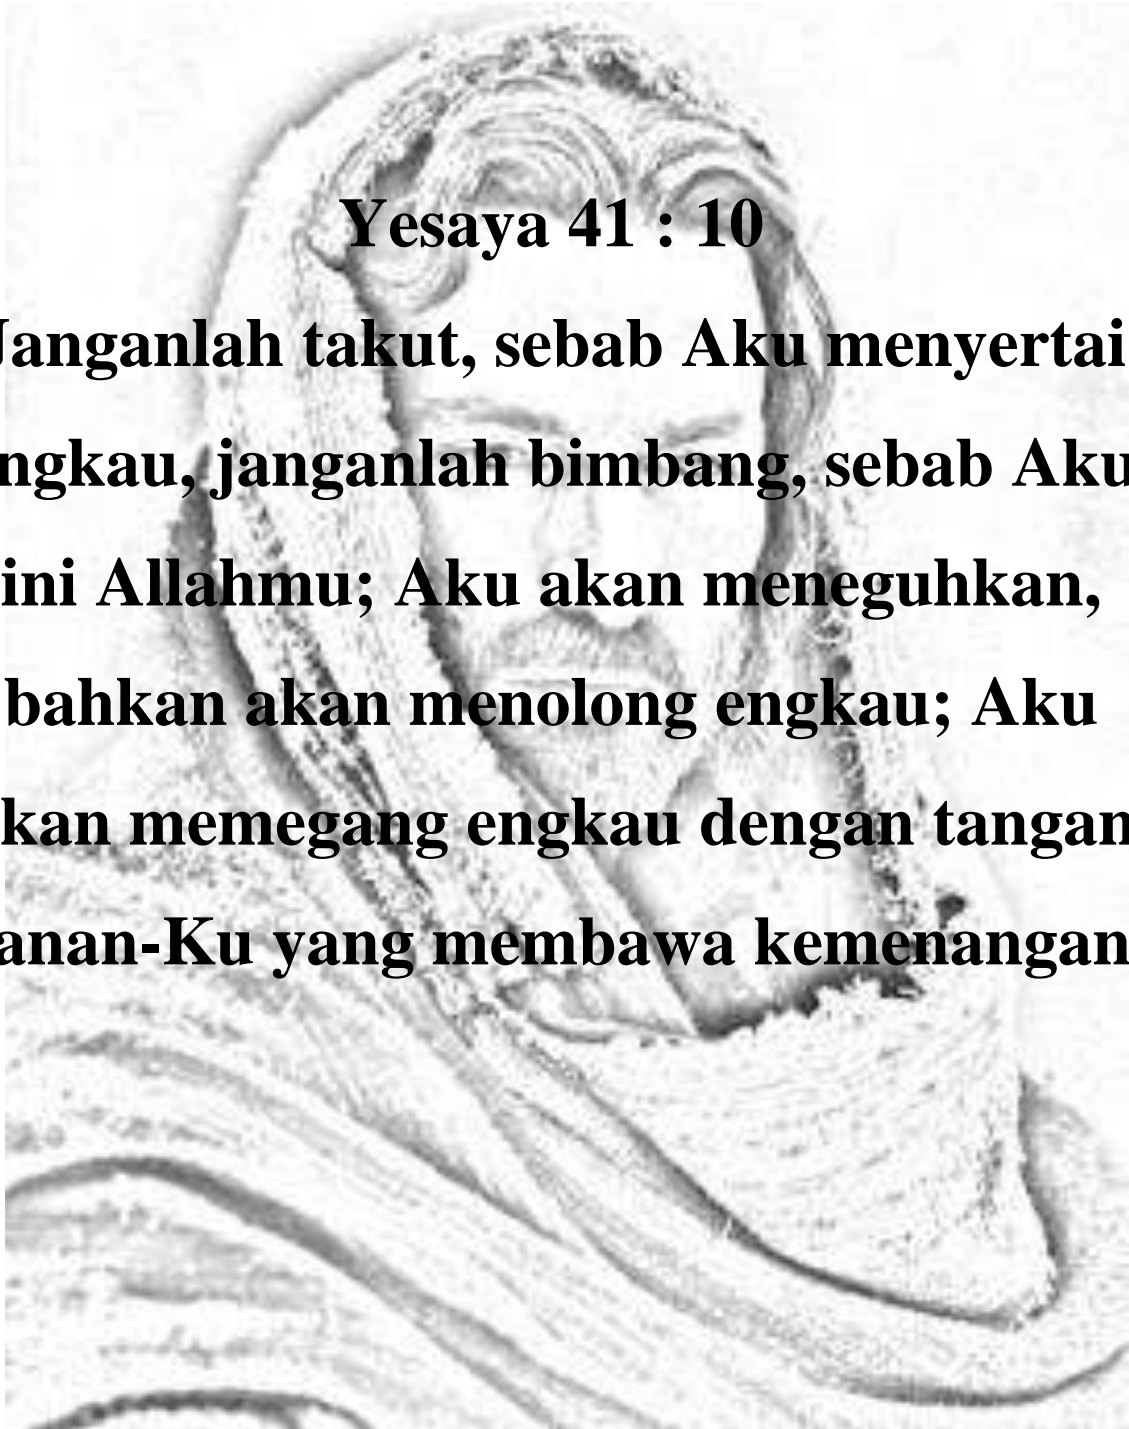 Yesaya 41 : 10
Janganlah takut, sebab Aku menyertai
ngkau, janganlah bimbang, sebab Aku
ini Allahmu; Aku akan meneguhkan,
bahkan akan menolong engkau; Aku
kan memegang engkau dengan tangan
anan-Ku yang membawa kemenangan